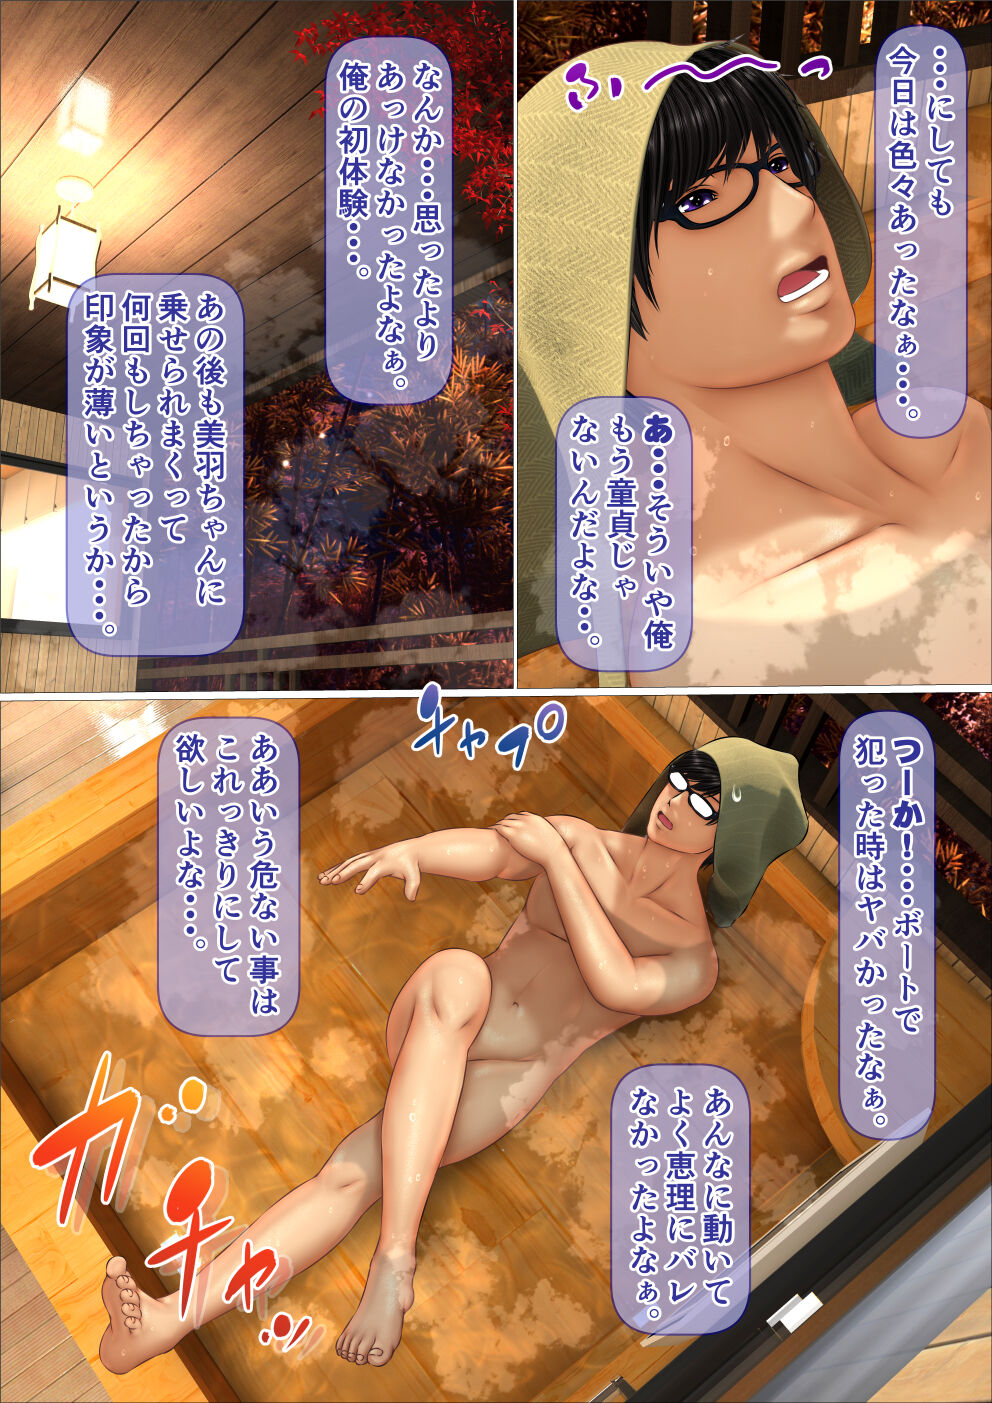 ふ〜〜っ
…にしても
今日は色々あったなぁ…。
あ…そういや俺
もう童貞じゃ
ないんだよな…。
なんか…思ったより
あっけなかったよなぁ。
俺の初体験…。
あの後も美羽ちゃんに
乗せられまくって
何回もしちゃったから
印象が薄いというか…。
つーか！…ボートで
犯った時はヤバかったなぁ。
あんなに動いて
よく恵理にバレ
なかったよなぁ。
チャプ
ああいう危ない事は
これっきりにして
欲しいよな…。
ガチャッ